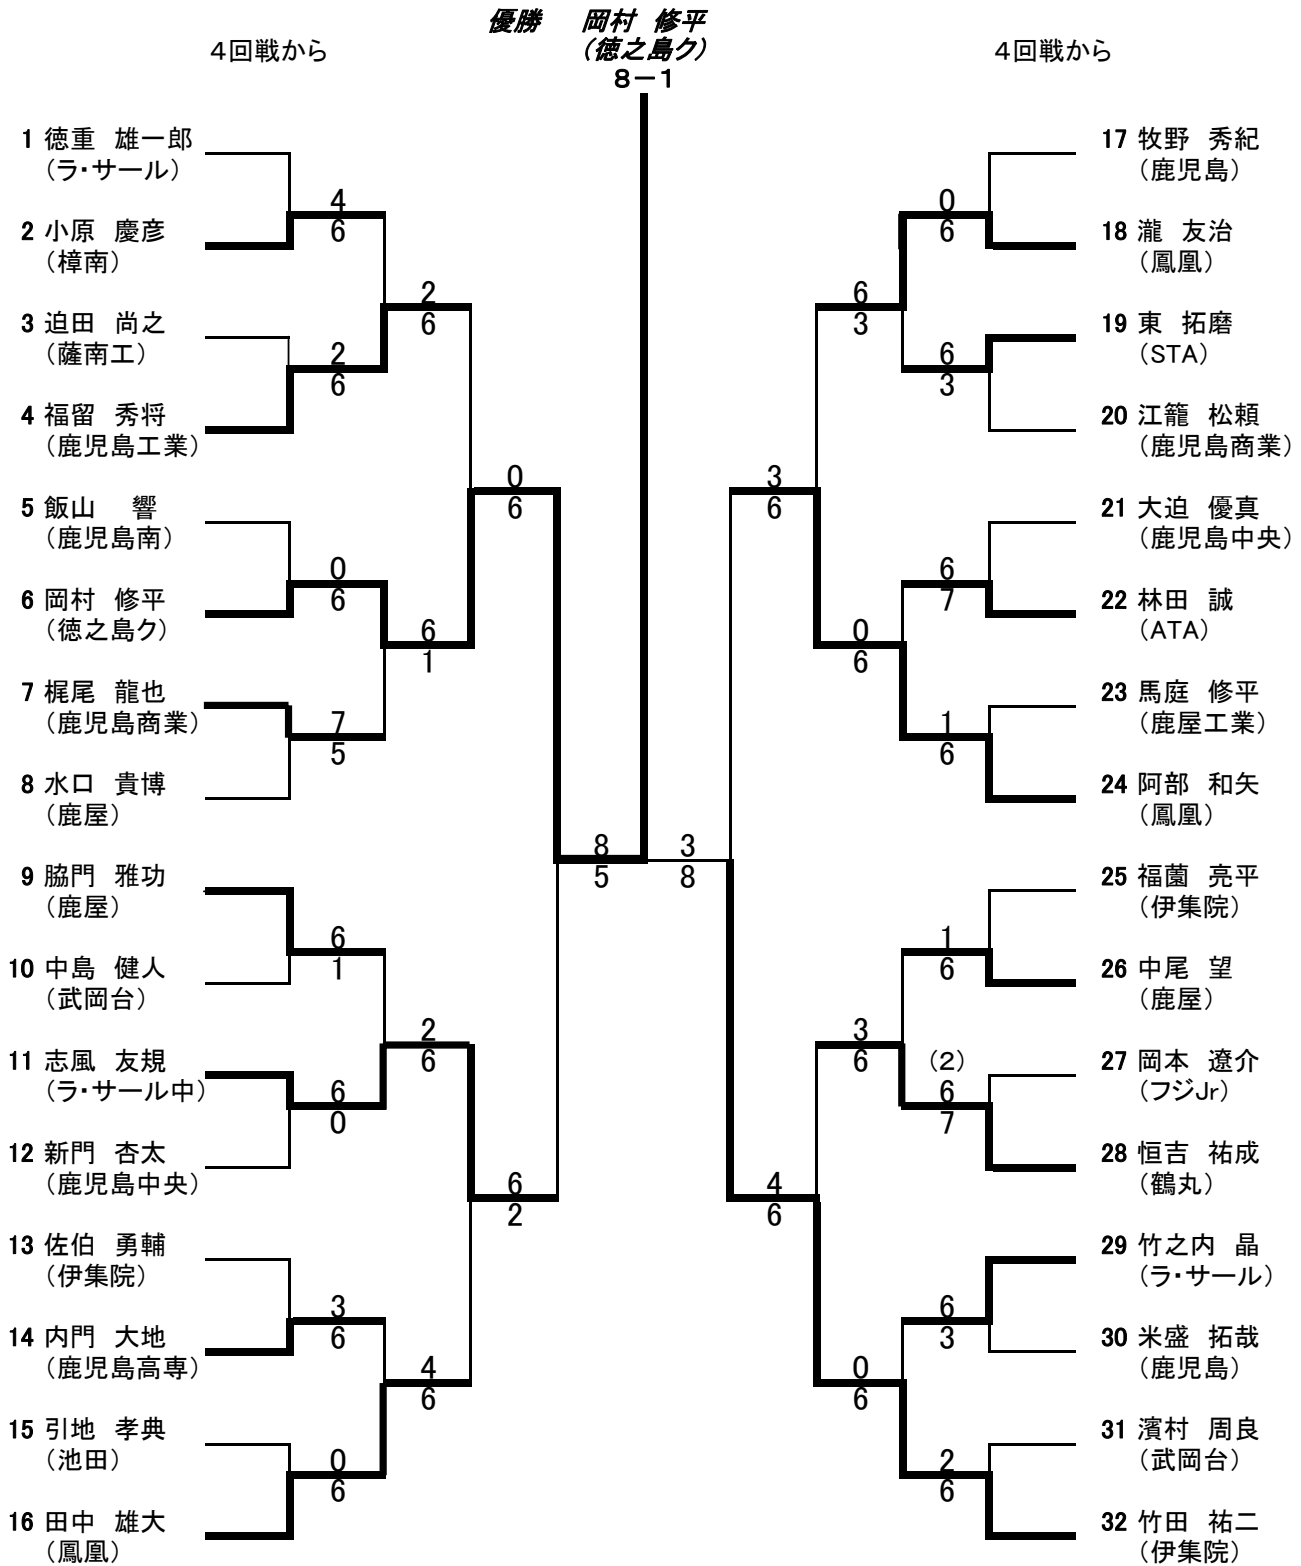 優勝 岡村 修平
(徳之島ク)
8－1
4回戦から
1 徳重 雄一郎
(ラ・サール)
4
6
2 小原 慶彦
(樟南)
2
6
3 迫田 尚之
(薩南工)
2
6
4 福留 秀将
(鹿児島工業)
0
6
5 飯山 響
(鹿児島南)
0
6
6 岡村 修平
(徳之島ク)
6
1
7 梶尾 龍也
(鹿児島商業)
7
5
8 水口 貴博
(鹿屋)
8
5
9 脇門 雅功
(鹿屋)
6
1
10 中島 健人
(武岡台)
2
6
11 志風 友規
(ラ・サール中)
6
0
12 新門 杏太
(鹿児島中央)
6
2
13 佐伯 勇輔
(伊集院)
3
6
14 内門 大地
(鹿児島高専)
4
6
15 引地 孝典
(池田)
0
6
16 田中 雄大
(鳳凰)
4回戦から
17 牧野 秀紀
(鹿児島)
0
6
18 瀧 友治
(鳳凰)
6
3
19 東 拓磨
(STA)
6
3
20 江籠 松頼
(鹿児島商業)
3
6
21 大迫 優真
(鹿児島中央)
6
7
22 林田 誠
(ATA)
0
6
23 馬庭 修平
(鹿屋工業)
1
6
24 阿部 和矢
(鳳凰)
3
8
25 福薗 亮平
(伊集院)
1
6
26 中尾 望
(鹿屋)
3
6
27 岡本 遼介
(フジJr)
(2)
6
7
28 恒吉 祐成
(鶴丸)
4
6
29 竹之内 晶
(ラ・サール)
6
3
30 米盛 拓哉
(鹿児島)
0
6
31 濱村 周良
(武岡台)
2
6
32 竹田 祐二
(伊集院)